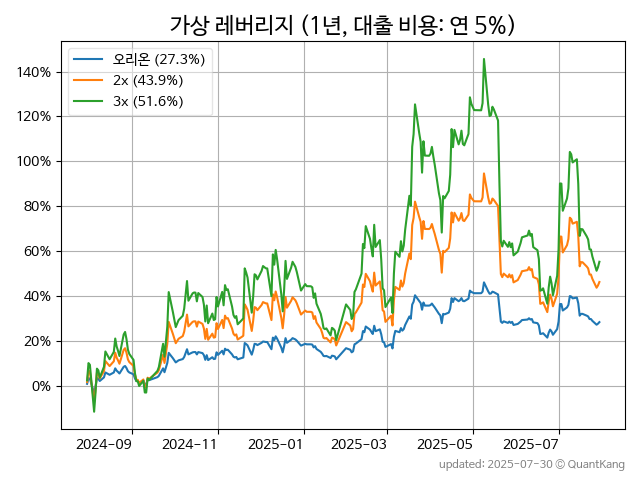 가상 레버리지 (1년, 대출 비용: 연 5%)
오리온 (27.3%)
2x (43.9%)
3x (51.6%)
140%
120%
100%
80%
60%
40%
20%
0%
2024-09 2024-11 2025-01 2025-03 2025-05 2025-07
updated: 2025-07-30 © QuantKang